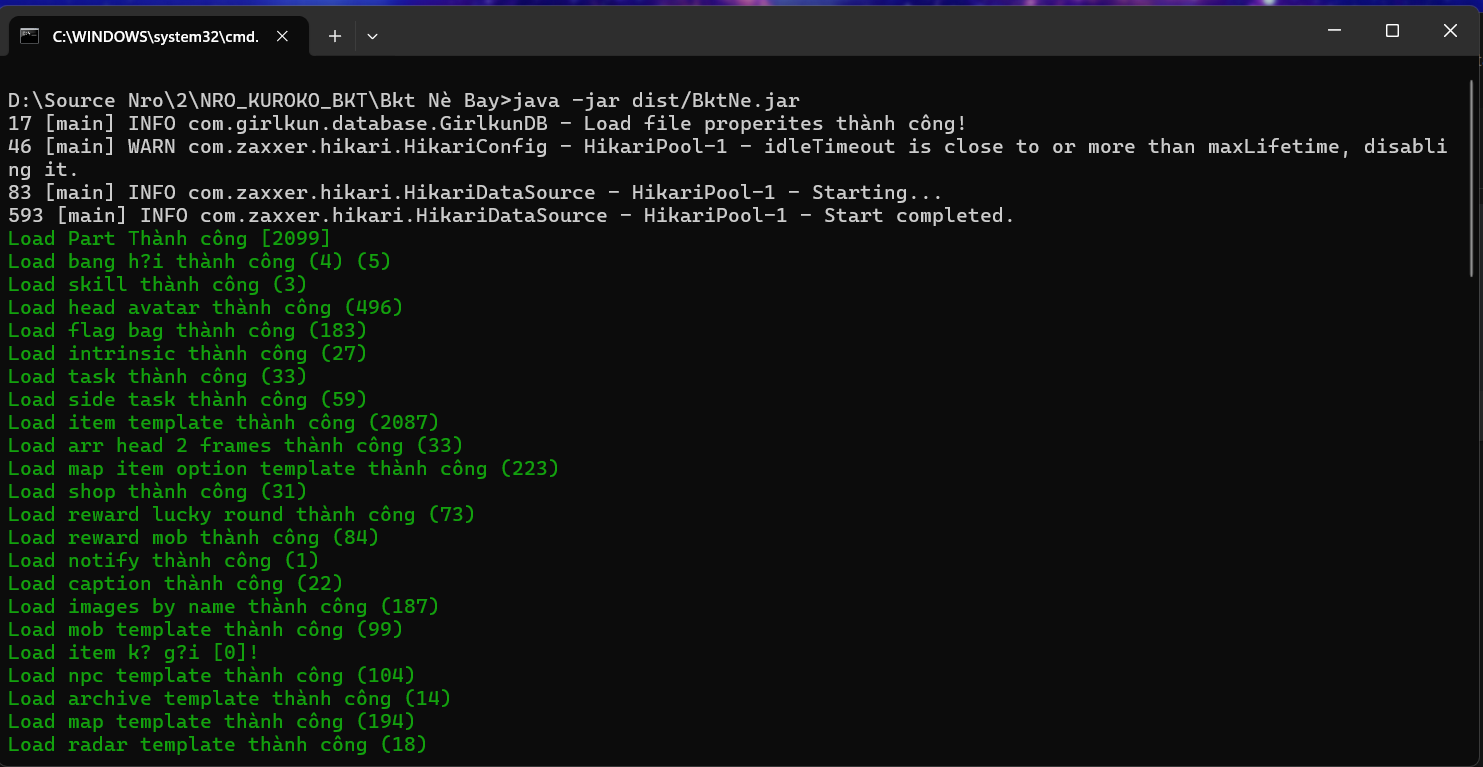 C:\WINDOWS\system32\cmd.
D:\Source Nro\2\NRO_KUROKO_BKT\Bkt Nè Bay>java -jar dist/BktNe.jar
17 [main] INFO com.girlkun.database.GirlkunDB - Load file properites thành công!
46 [main] WARN com.zaxxer.hikari.HikariConfig - HikariPool-1 - idleTimeout is close to or more than maxLifetime, disabli
ng it.
83 [main] INFO com.zaxxer.hikari.HikariDataSource - HikariPool-1 - Starting...
593 [main] INFO com.zaxxer.hikari.HikariDataSource - HikariPool-1 - Start completed.
Load Part Thành công [2099]
Load bang h?i thành công (4) (5)
Load skill thành công (3)
Load head avatar thành công (496)
Load flag bag thành công (183)
Load intrinsic thành công (27)
Load task thành công (33)
Load side task thành công (59)
Load item template thành công (2087)
Load arr head 2 frames thành công (33)
Load map item option template thành công (223)
Load shop thành công (31)
Load reward lucky round thành công (73)
Load reward mob thành công (84)
Load notify thành công (1)
Load caption thành công (22)
Load images by name thành công (187)
Load mob template thành công (99)
Load item k? g?i [0]!
Load npc template thành công (104)
Load archive template thành công (14)
Load map template thành công (194)
Load radar template thành công (18)